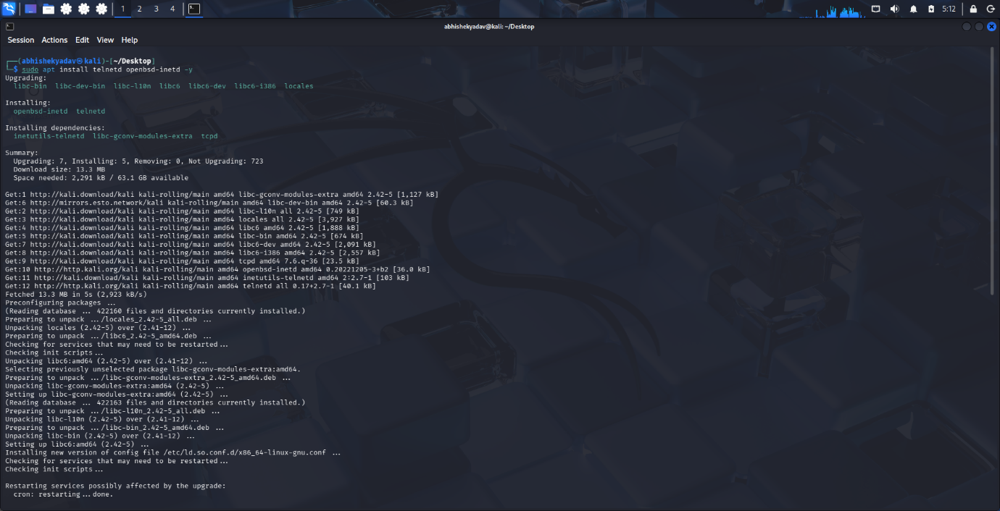 1 2 3 4
5:12
abhishekyadav@kali: ~/Desktop
Session Actions Edit View Help
┌──(abhishekyadav㉿kali)-[~/Desktop]
└─$ sudo apt install telnetd openbsd-inetd -y
Upgrading:
  libc-bin  libc-dev-bin  libc-l10n  libc6  libc6-dev  libc6-i386  locales
Installing:
  openbsd-inetd  telnetd
Installing dependencies:
  inetutils-telnetd  libc-gconv-modules-extra  tcpd
Summary:
  Upgrading: 7, Installing: 5, Removing: 0, Not Upgrading: 723
  Download size: 13.3 MB
  Space needed: 2,291 kB / 63.1 GB available
Get:1 http://kali.download/kali kali-rolling/main amd64 libc-gconv-modules-extra amd64 2.42-5 [1,127 kB]
Get:6 http://mirrors.esto.network/kali kali-rolling/main amd64 libc-dev-bin amd64 2.42-5 [60.3 kB]
Get:2 http://kali.download/kali kali-rolling/main amd64 libc-l10n all 2.42-5 [749 kB]
Get:3 http://kali.download/kali kali-rolling/main amd64 locales all 2.42-5 [3,927 kB]
Get:4 http://kali.download/kali kali-rolling/main amd64 libc6 amd64 2.42-5 [1,888 kB]
Get:5 http://kali.download/kali kali-rolling/main amd64 libc-bin amd64 2.42-5 [674 kB]
Get:7 http://kali.download/kali kali-rolling/main amd64 libc6-dev amd64 2.42-5 [2,091 kB]
Get:8 http://kali.download/kali kali-rolling/main amd64 libc6-i386 amd64 2.42-5 [2,557 kB]
Get:9 http://kali.download/kali kali-rolling/main amd64 tcpd amd64 7.6.q-36 [23.5 kB]
Get:10 http://http.kali.org/kali kali-rolling/main amd64 openbsd-inetd amd64 0.20221205-3+b2 [36.0 kB]
Get:11 http://kali.download/kali kali-rolling/main amd64 inetutils-telnetd amd64 2:2.7-1 [103 kB]
Get:12 http://http.kali.org/kali kali-rolling/main amd64 telnetd all 0.17+2.7-1 [40.1 kB]
Fetched 13.3 MB in 5s (2,923 kB/s)
Preconfiguring packages ...
(Reading database ... 422160 files and directories currently installed.)
Preparing to unpack .../locales_2.42-5_all.deb ...
Unpacking locales (2.42-5) over (2.41-12) ...
Preparing to unpack .../libc6_2.42-5_amd64.deb ...
Checking for services that may need to be restarted...
Checking init scripts...
Unpacking libc6:amd64 (2.42-5) over (2.41-12) ...
Selecting previously unselected package libc-gconv-modules-extra:amd64.
Preparing to unpack .../libc-gconv-modules-extra_2.42-5_amd64.deb ...
Unpacking libc-gconv-modules-extra:amd64 (2.42-5) ...
Setting up libc-gconv-modules-extra:amd64 (2.42-5) ...
(Reading database ... 422163 files and directories currently installed.)
Preparing to unpack .../libc-l10n_2.42-5_all.deb ...
Unpacking libc-l10n (2.42-5) over (2.41-12) ...
Preparing to unpack .../libc-bin_2.42-5_amd64.deb ...
Unpacking libc-bin (2.42-5) over (2.41-12) ...
Setting up libc6:amd64 (2.42-5) ...
Installing new version of config file /etc/ld.so.conf.d/x86_64-linux-gnu.conf ...
Checking for services that may need to be restarted...
Checking init scripts...
Restarting services possibly affected by the upgrade:
  cron: restarting...done.